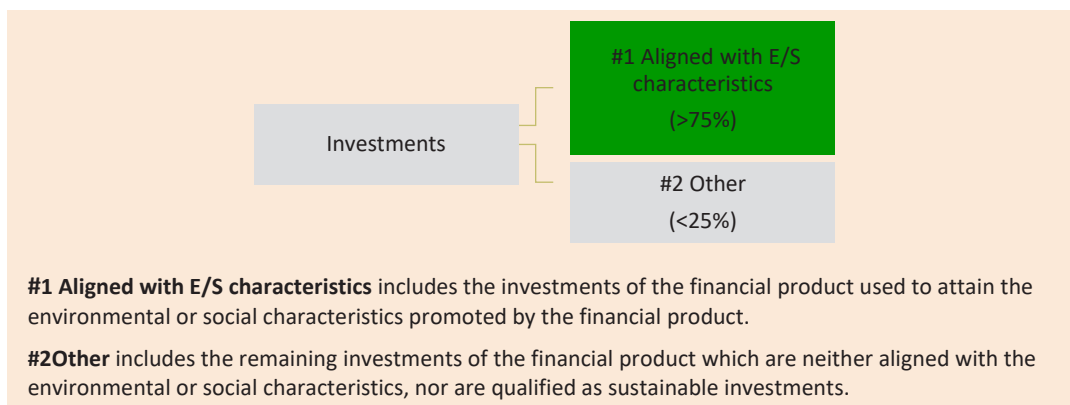 #1 Aligned with E/S
characteristics
(>75%)
Investments
#2 Other
(<25%)
#1 Aligned with E/S characteristics includes the investments of the financial product used to attain the
environmental or social characteristics promoted by the financial product.
#2Other includes the remaining investments of the financial product which are neither aligned with the
environmental or social characteristics, nor are qualified as sustainable investments.